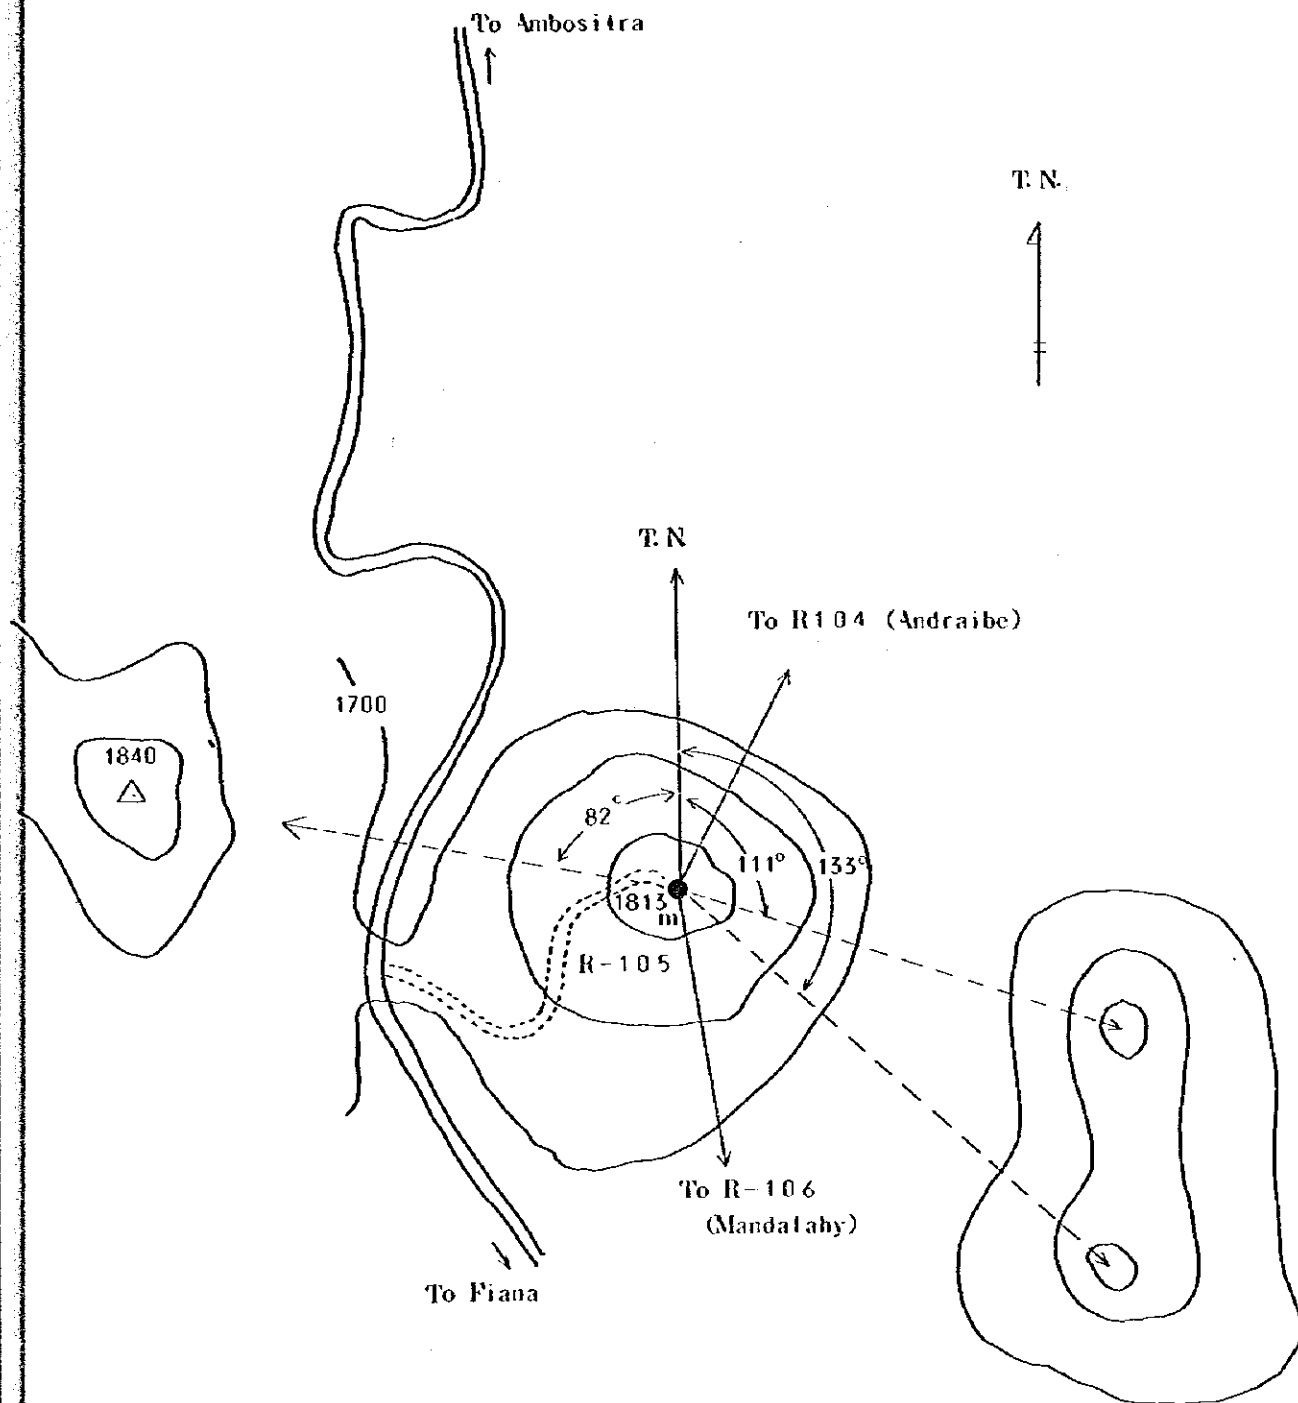 To Ambositra
T. N.
T. N
To R104 (Andraibe)
1700
1840
82°
111°
133°
1813
m
R-105
To R-106
(Mandalahy)
To Fiana